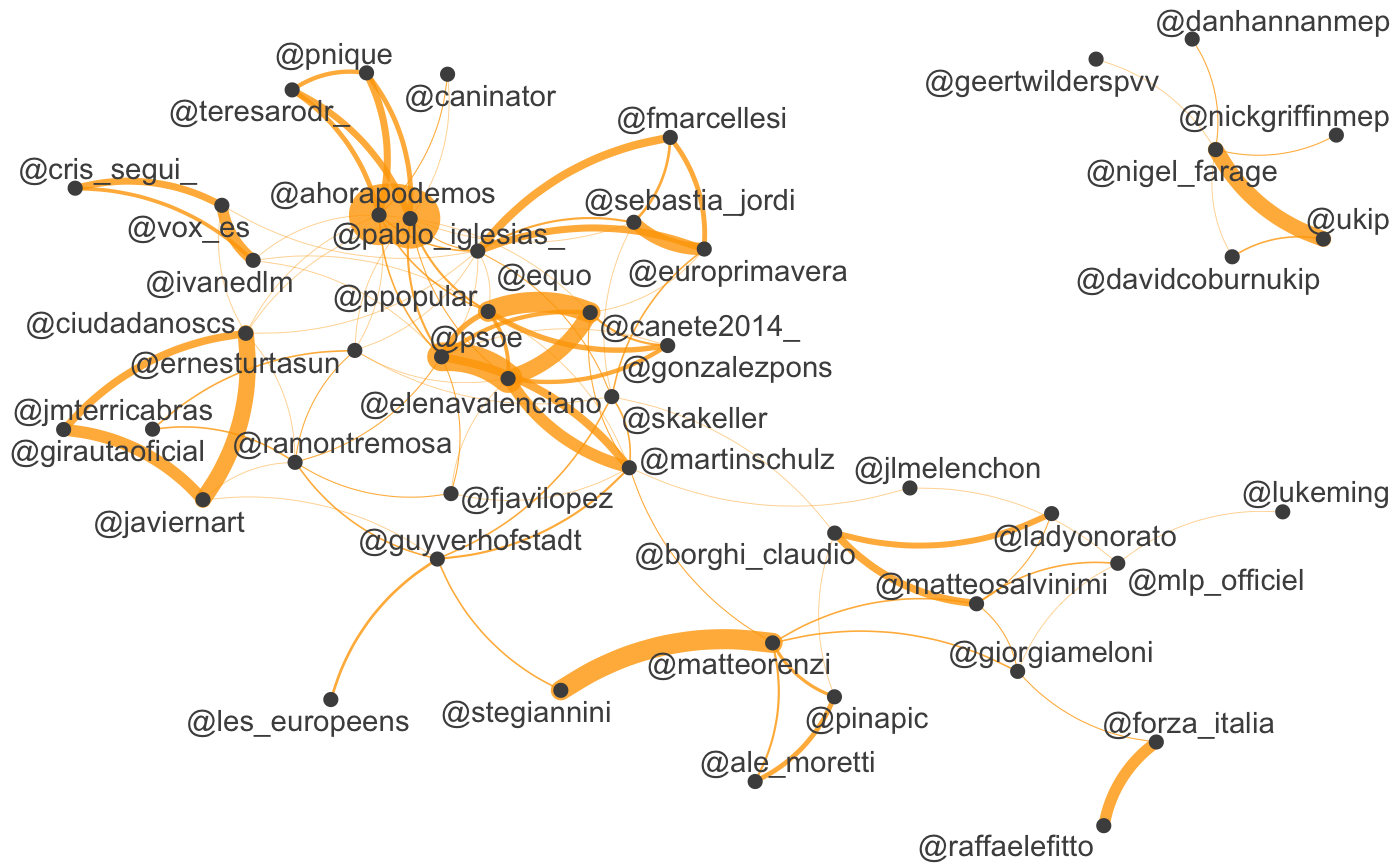 @danhannanmep
@pnique
@geertwilderspvv
@caninator
@teresarodr_
@nickgriffinmep
@fmarcellesi
@cris_segui_
@nigel_farage
@ahorapodemos
@sebastia_jordi
@ukip
@vox_es
@pablo_iglesias_
@ivanedlm
@equo
@europrimavera
@davidcoburnukip
@ppopular
@ciudadanoscs
@psoe
@canete2014_
@ernesturtasun
@gonzalezpons
@jmterricabras
@elenavalenciano
@skakeller
@girautaoficial
@ramontremosa
@martinschulz
@jlmelenchon
@fjavilopez
@lukeming
@javiernart
@guyverhofstadt
@ladyonorato
@borghi_claudio
@matteosalvinimi
@mlp_officiel
@matteorenzi
@giorgiameloni
@stegiannini
@les_europeens
@pinapic
@forza_italia
@ale_moretti
@raffaelefitto